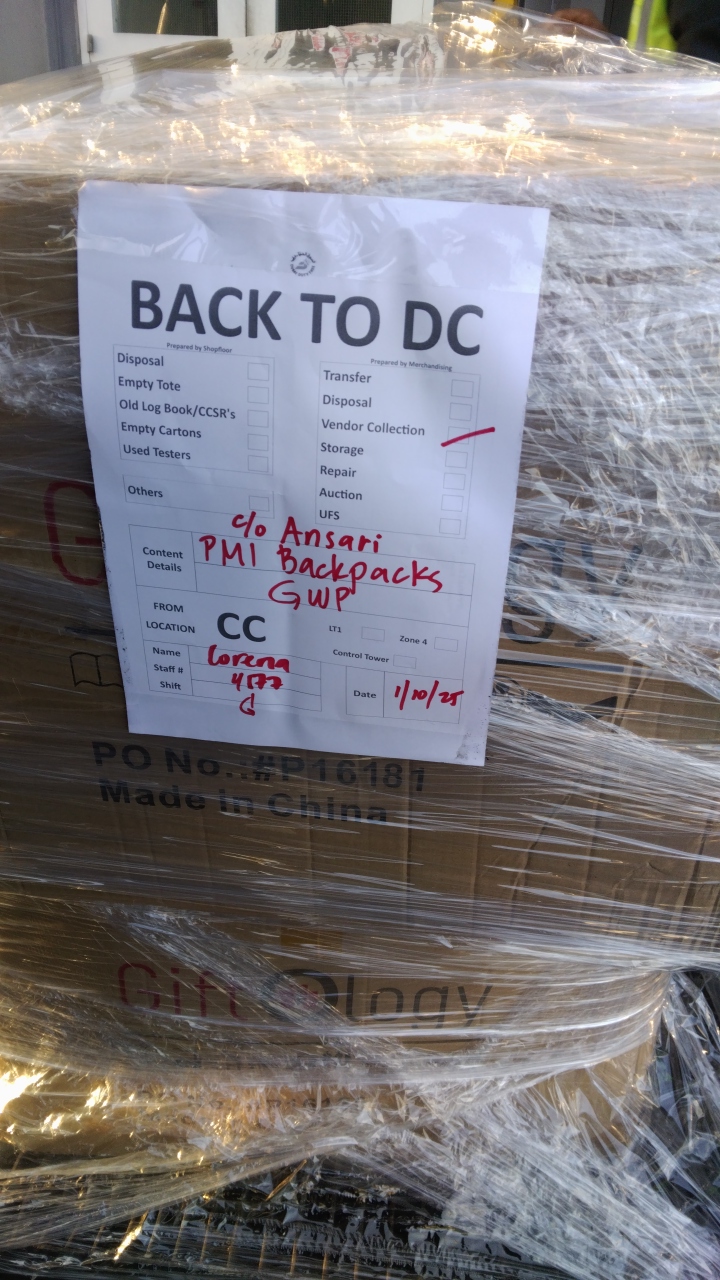 BACK TO DC
Prepared by Shopfloor
Disposal
Empty Tote
Old Log Book/CCSR's
Empty Cartons
Used Testers
Others
Prepared by Merchandising
Transfer
Disposal
Vendor Collection
Storage
Repair
Auction
UFS
Content Details
c/o Ansari
PMI Backpacks
GWP
FROM LOCATION
CC
LT1
Zone 4
Control Tower
Name
Lorena
Staff #
Shift
Date
1/10/25
PO No.:#P16181
Made in China
Gift Ology